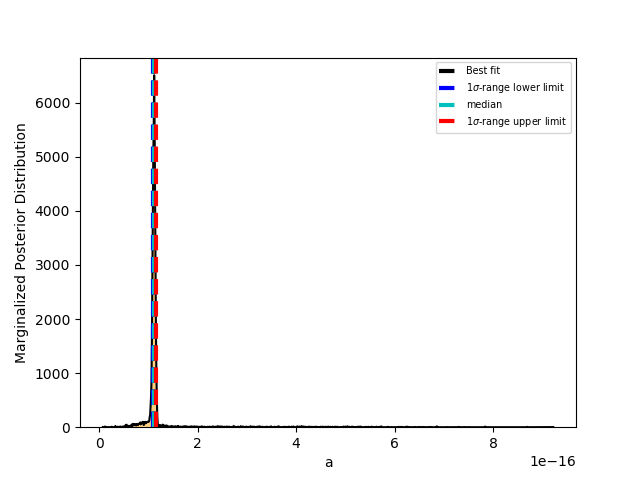 Best fit
1σ-range lower limit
median
1σ-range upper limit
6000
5000
4000
3000
2000
1000
0
Marginalized Posterior Distribution
0 2 4 6 8
1e−16
a